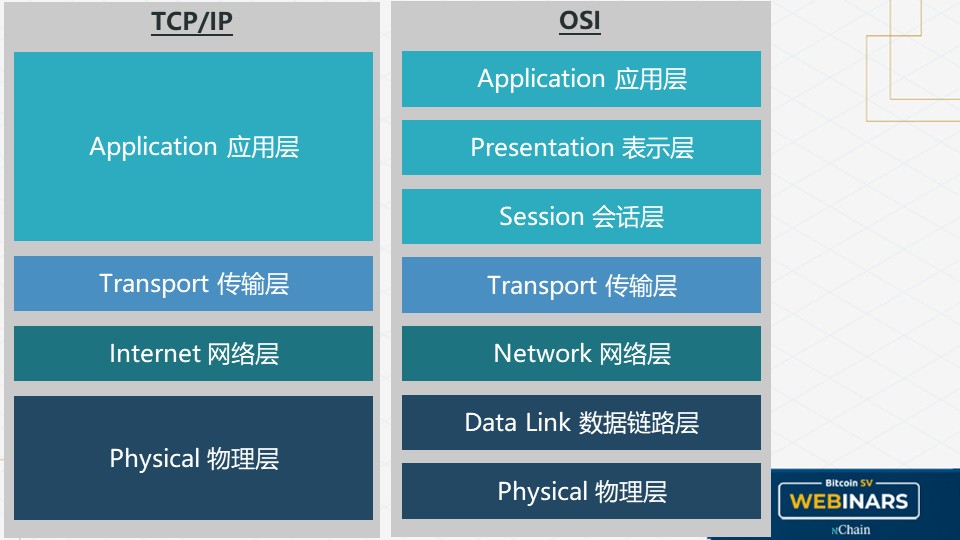 TCP/IP
Application 应用层
Transport 传输层
Internet 网络层
Physical 物理层
OSI
Application 应用层
Presentation 表示层
Session 会话层
Transport 传输层
Network 网络层
Data Link 数据链路层
Physical 物理层
Bitcoin SV
WEBINARS
nChain